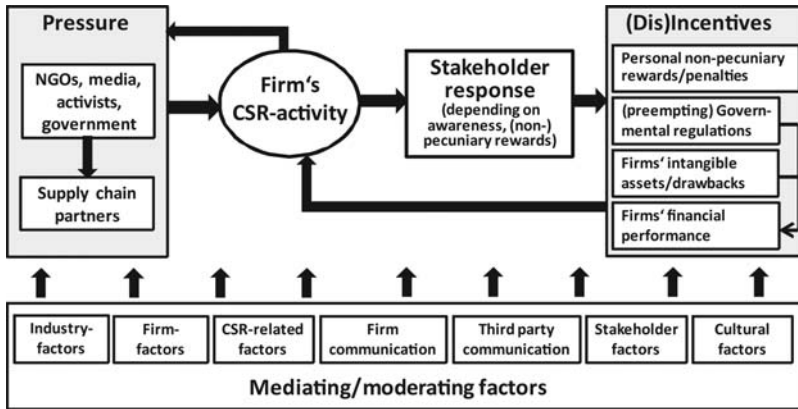 Pressure
NGOs, media,
activists,
government
Supply chain
partners
Firm‘s
CSR-activity
Stakeholder
response
(depending on
awareness, (non-)
pecuniary rewards)
(Dis)Incentives
Personal non-pecuniary
rewards/penalties
(preempting) Govern-
mental regulations
Firms‘ intangible
assets/drawbacks
Firms‘ financial
performance
Industry-
factors
Firm-
factors
CSR-related
factors
Firm
communication
Third party
communication
Stakeholder
factors
Cultural
factors
Mediating/moderating factors